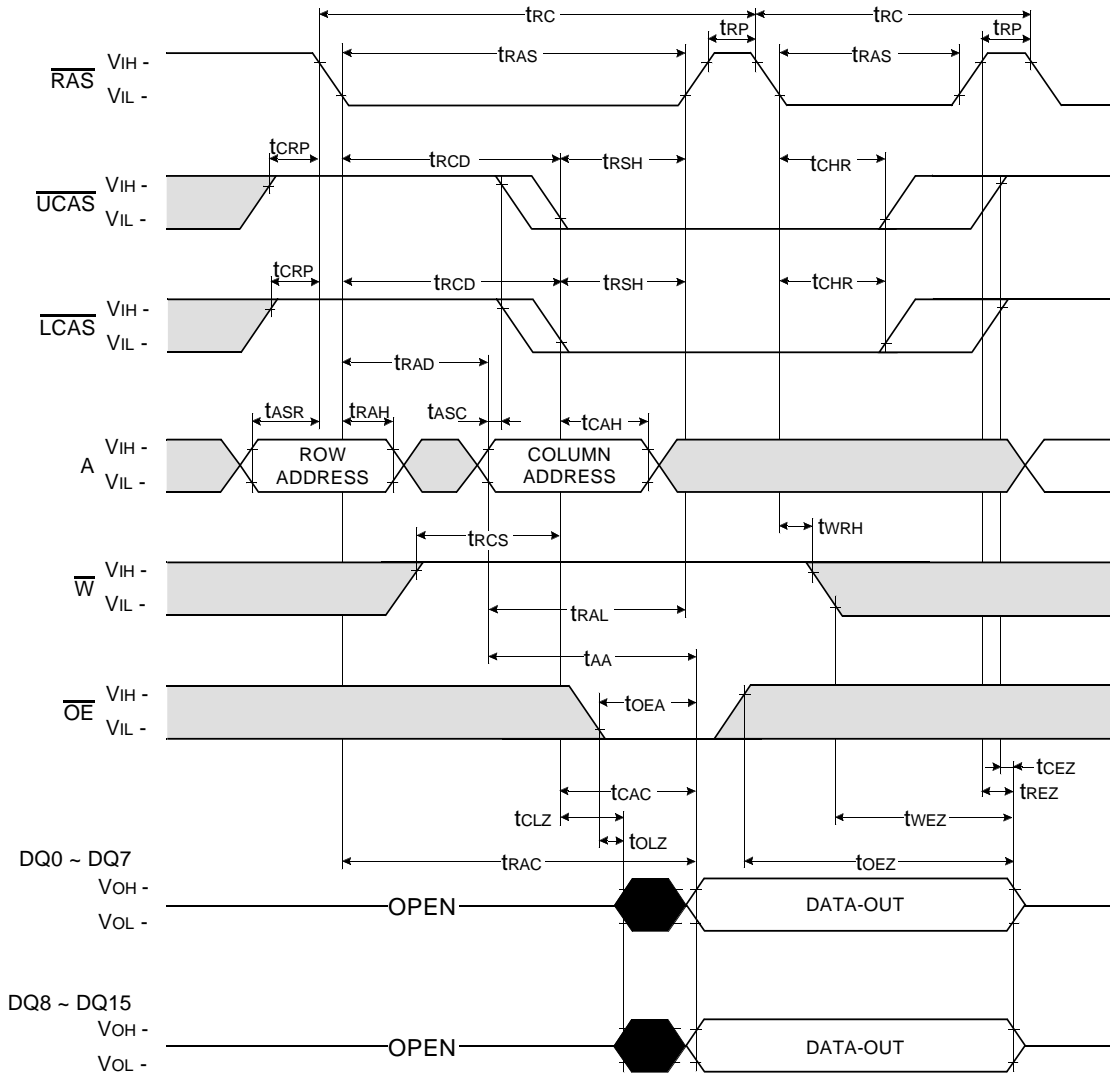 tRC tRC
tRP tRP
tRAS tRAS
RAS VIH -
VIL -
tCRP tRCD tRSH tCHR
UCAS VIH -
VIL -
tCRP tRCD tRSH tCHR
LCAS VIH -
VIL -
tRAD
tASR tRAH tASC tCAH
A VIH -
VIL -
ROW
ADDRESS
COLUMN
ADDRESS
tRCS tWRH
W VIH -
VIL -
tRAL
tAA
tOEA
OE VIH -
VIL -
tCEZ
tCAC tREZ
tCLZ tWEZ
tOLZ
tRAC tOEZ
DQ0 ~ DQ7
VOH -
VOL -
OPEN DATA-OUT
DQ8 ~ DQ15
VOH -
VOL -
OPEN DATA-OUT